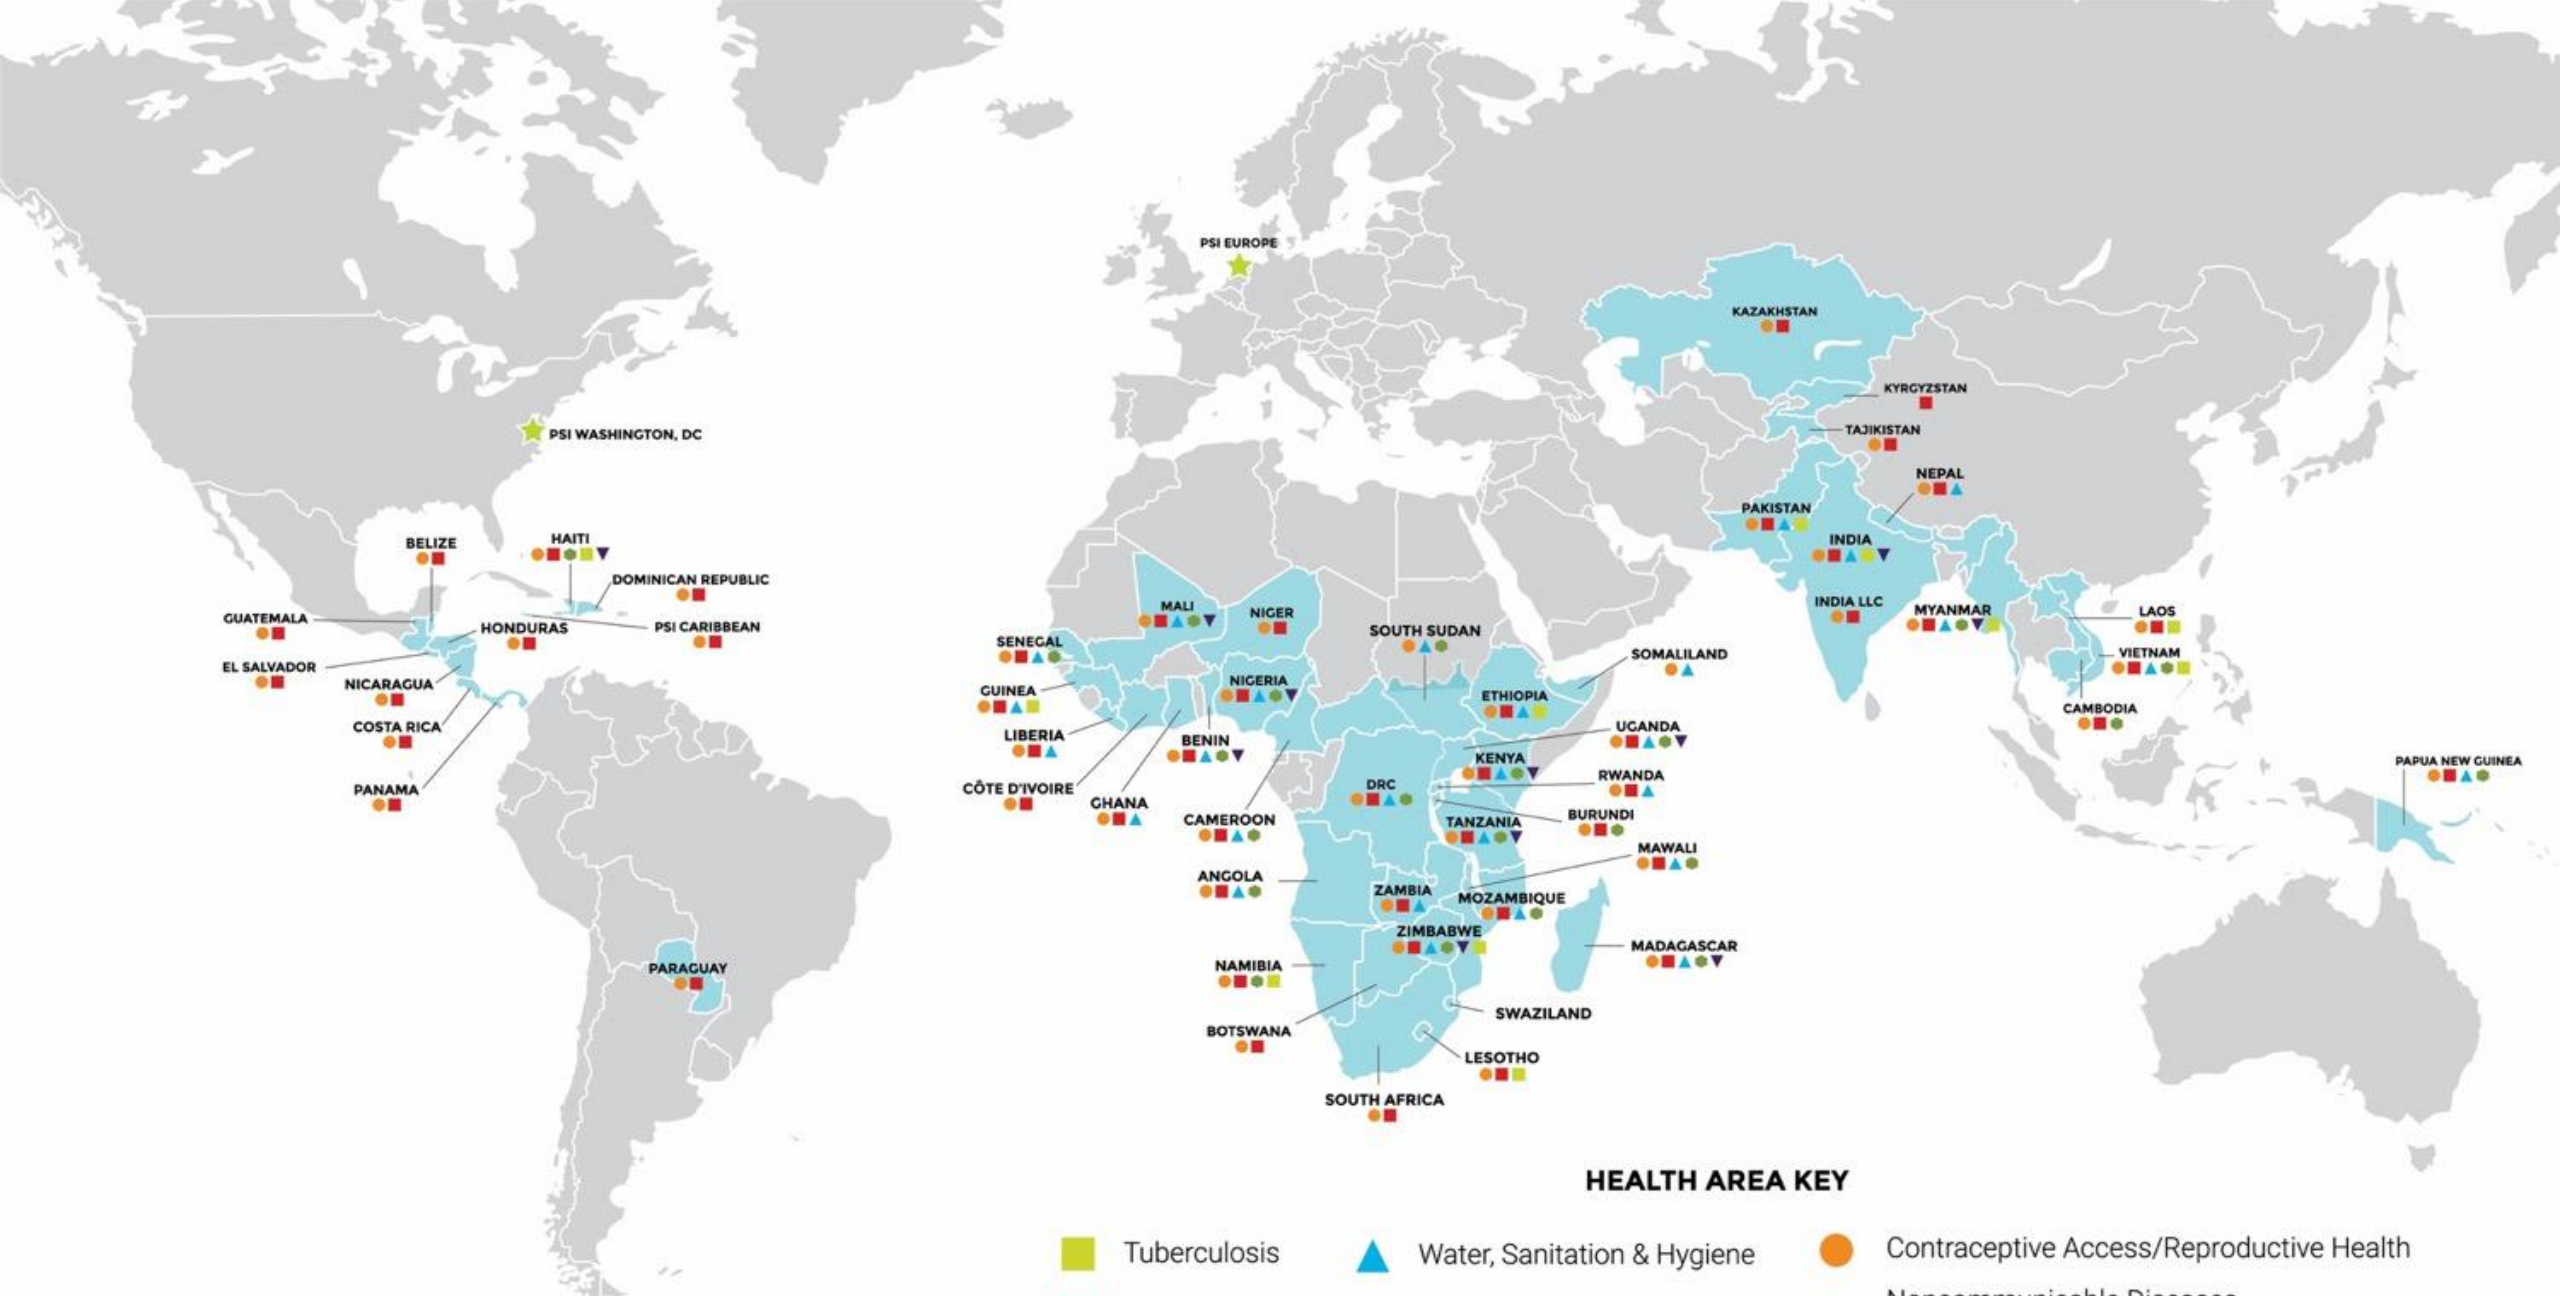 PSI EUROPE
KAZAKHSTAN
KYRGYZSTAN
PSI WASHINGTON, DC
TAJIKISTAN
NEPAL
PAKISTAN
INDIA
BELIZE
HAITI
DOMINICAN REPUBLIC
GUATEMALA
HONDURAS
PSI CARIBBEAN
EL SALVADOR
NICARAGUA
COSTA RICA
PANAMA
PARAGUAY
MALI
NIGER
SENEGAL
SOUTH SUDAN
SOMALILAND
INDIA LLC
MYANMAR
LAOS
VIETNAM
CAMBODIA
PAPUA NEW GUINEA
GUINEA
NIGERIA
ETHIOPIA
LIBERIA
BENIN
UGANDA
KENYA
RWANDA
CÔTE D'IVOIRE
GHANA
DRC
CAMEROON
TANZANIA
BURUNDI
MAWALI
ANGOLA
ZAMBIA
MOZAMBIQUE
ZIMBABWE
MADAGASCAR
NAMIBIA
SWAZILAND
BOTSWANA
LESOTHO
SOUTH AFRICA
HEALTH AREA KEY
Tuberculosis
Water, Sanitation & Hygiene
Contraceptive Access/Reproductive Health